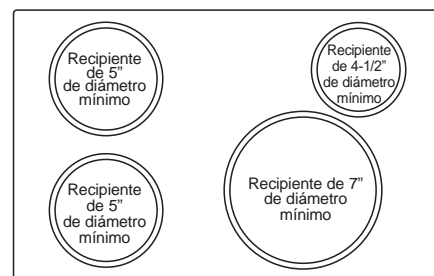 Recipiente
de 5”
de diámetro
mínimo
Recipiente
de 4-1/2”
de diámetro
mínimo
Recipiente
de 5”
de diámetro
mínimo
Recipiente de 7”
de diámetro
mínimo